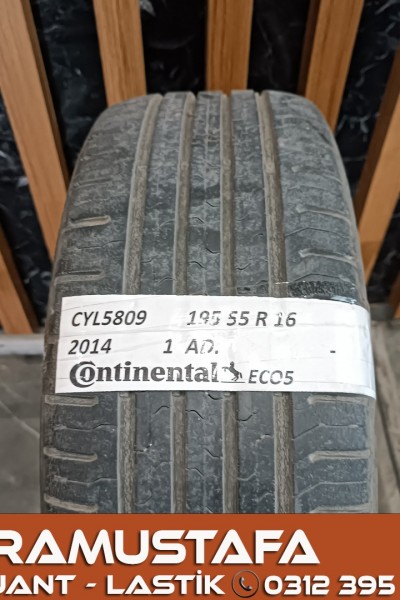 CYL5809 195 55 R 16
2014 1 AD. -
Continental ECO5
RAMUSTAFA
JANT - LASTİK 0312 395